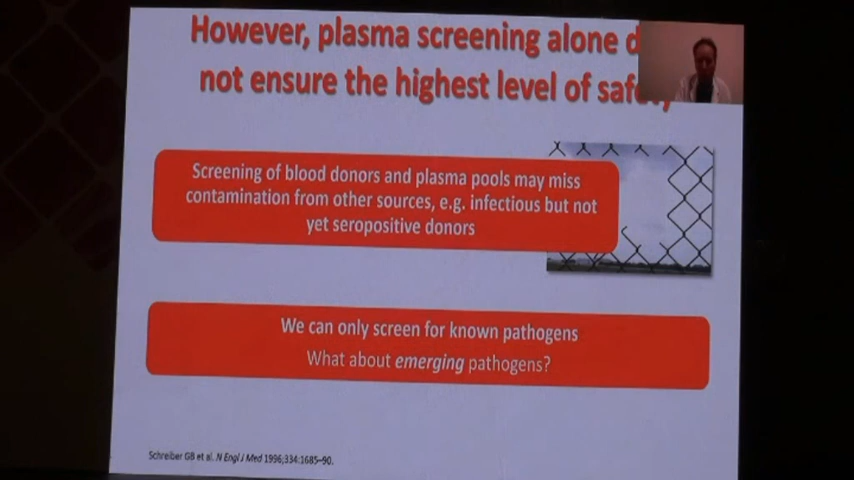 However, plasma screening alone d
not ensure the highest level of safety
Screening of blood donors and plasma pools may miss
contamination from other sources, e.g. infectious but not
yet seropositive donors
We can only screen for known pathogens
What about emerging pathogens?
Schreiber GB et al. N Engl J Med 1996;334:1685–90.